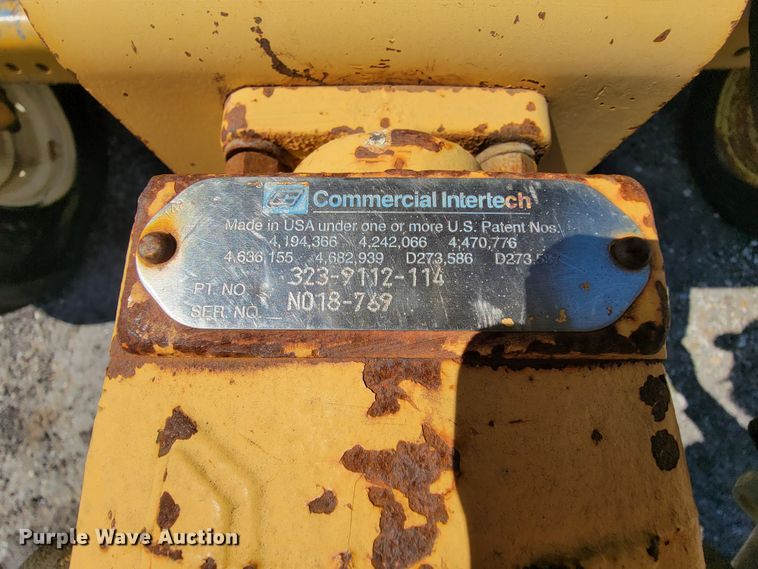 Commercial Intertech
Made in USA under one or more U.S. Patent Nos.
4,194,366 4,242,066 4,470,776
4,636,155 4,682,939 D273,586
PT. NO. 323-9112-114
SER. NO. N018-769
Purple Wave Auction